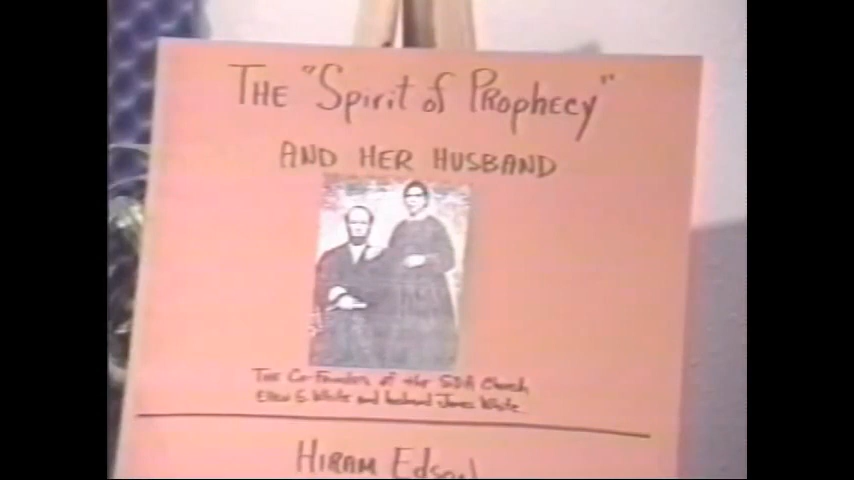 THE "Spirit of Prophecy"
AND HER HUSBAND
The Co-Founders of the SDA Church,
Ellen G. White and husband James White.
HIRAM Edson